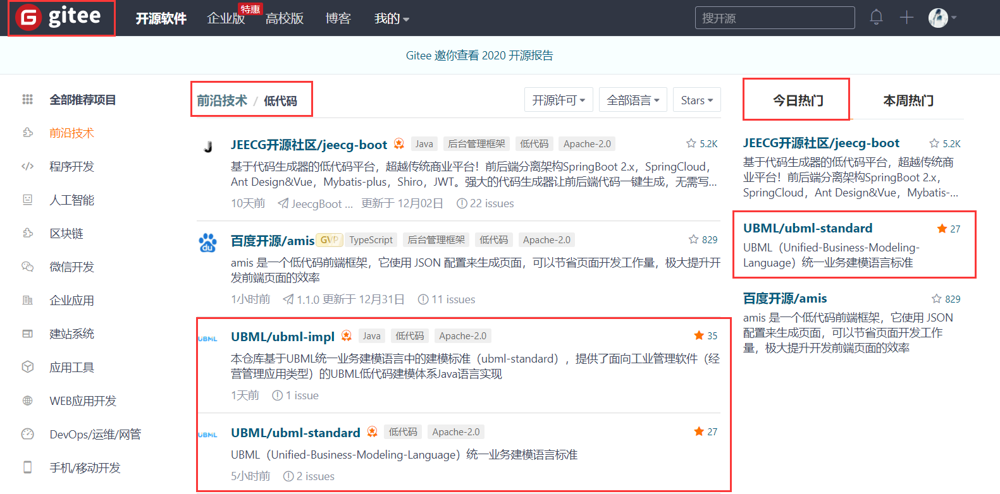 gitee 开源软件 企业版 特惠 高校版 博客 我的 搜开源
Gitee 邀你查看 2020 开源报告
全部推荐项目
前沿技术
程序开发
人工智能
区块链
微信开发
企业应用
建站系统
应用工具
WEB应用开发
DevOps/运维/网管
手机/移动开发
前沿技术 / 低代码 开源许可 全部语言 Stars
JEECG开源社区/jeecg-boot Java 后台管理框架 低代码 Apache-2.0 5.2K
基于代码生成器的低代码平台，超越传统商业平台！前后端分离架构SpringBoot 2.x，SpringCloud，
Ant Design&Vue，Mybatis-plus，Shiro，JWT。强大的代码生成器让前后端代码一键生成，无需写...
10天前 JeecgBoot ... 更新于 12月02日 22 issues
du
百度开源/amis GVP TypeScript 后台管理框架 低代码 Apache-2.0 829
amis 是一个低代码前端框架，它使用 JSON 配置来生成页面，可以节省页面开发工作量，极大提升开
发前端页面的效率
1小时前 1.1.0 更新于 12月31日 11 issues
UBML UBML/ubml-impl Java 低代码 Apache-2.0 35
本仓库基于UBML统一业务建模语言中的建模标准（ubml-standard），提供了面向工业管理软件（经
营管理应用类型）的UBML低代码建模体系Java语言实现
1天前 1 issue
UBML UBML/ubml-standard 低代码 Apache-2.0 27
UBML（Unified-Business-Modeling-Language）统一业务建模语言标准
5小时前 2 issues
今日热门 本周热门
JEECG开源社区/jeecg-boot 5.2K
基于代码生成器的低代码平台，超越传统商
业平台！前后端分离架构SpringBoot 2.x，
SpringCloud，Ant Design&Vue，Mybatis-...
UBML/ubml-standard 27
UBML（Unified-Business-Modeling-
Language）统一业务建模语言标准
百度开源/amis 829
amis 是一个低代码前端框架，它使用 JSON
配置来生成页面，可以节省页面开发工作
量，极大提升开发前端页面的效率